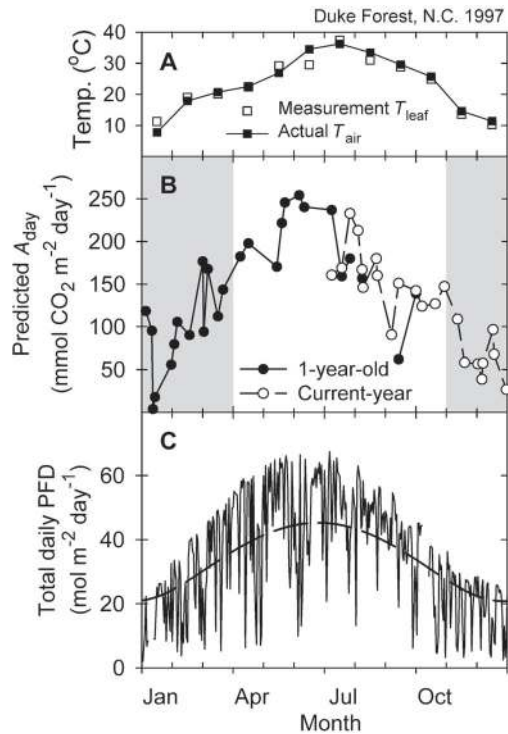 Duke Forest, N.C. 1997
A
Temp. (°C)
40
30
20
10
Measurement T_leaf
Actual T_air
B
Predicted A_day
(mmol CO₂ m⁻² day⁻¹)
250
200
150
100
50
1-year-old
Current-year
C
Total daily PFD
(mol m⁻² day⁻¹)
60
40
20
0
Jan Apr Jul Oct
Month